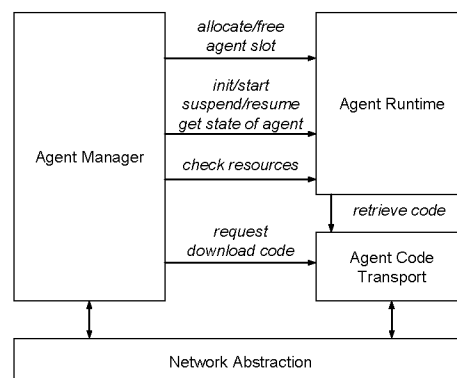 allocate/free
agent slot
init/start
suspend/resume
get state of agent
Agent Runtime
Agent Manager
check resources
retrieve code
request
download code
Agent Code
Transport
Network Abstraction